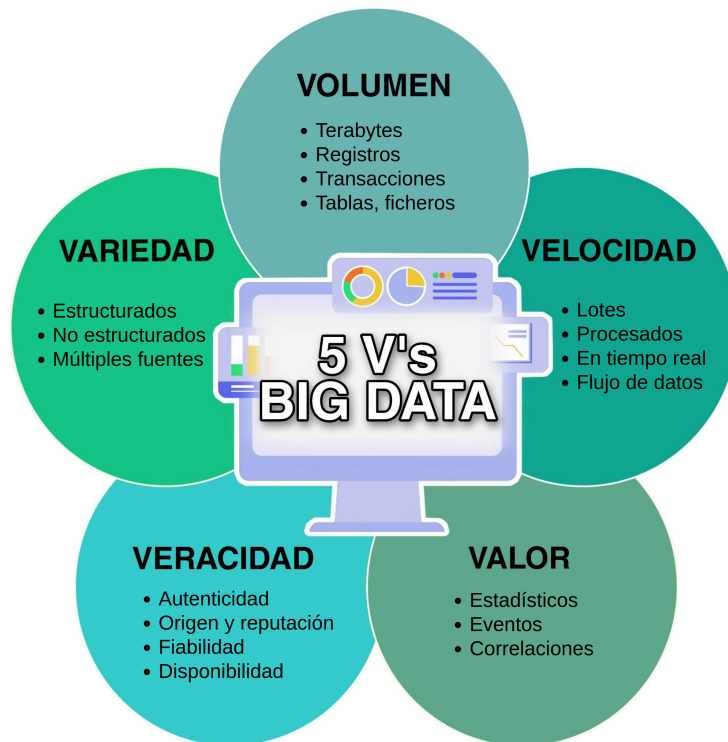 VOLUMEN
• Terabytes
• Registros
• Transacciones
• Tablas, ficheros
VARIEDAD
• Estructurados
• No estructurados
• Múltiples fuentes
VELOCIDAD
• Lotes
• Procesados
• En tiempo real
• Flujo de datos
5 V's
BIG DATA
VERACIDAD
• Autenticidad
• Origen y reputación
• Fiabilidad
• Disponibilidad
VALOR
• Estadísticos
• Eventos
• Correlaciones